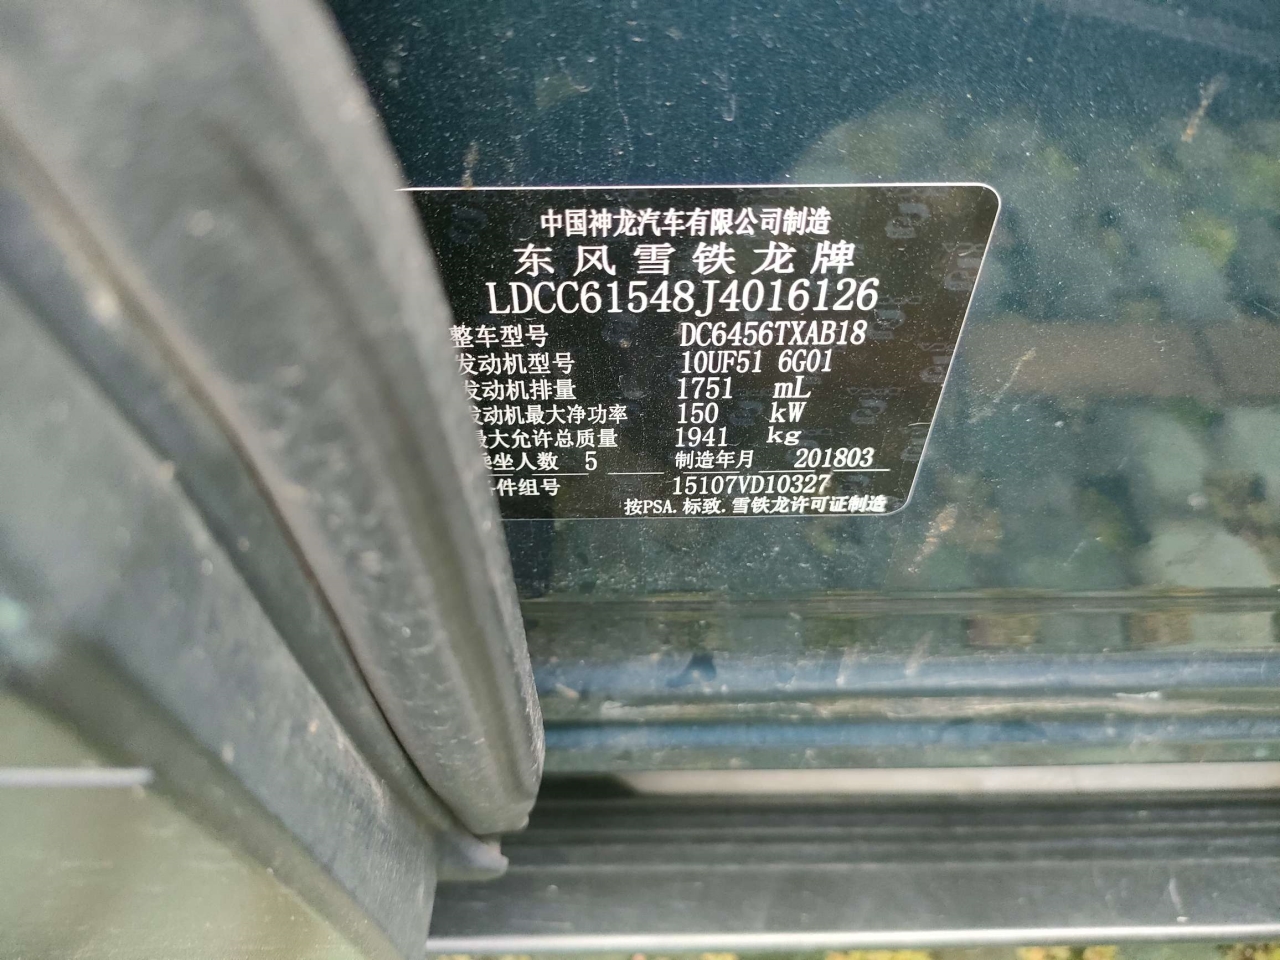 中国神龙汽车有限公司制造
东风雪铁龙牌
LDCC61548J4016126
整车型号 DC6456TXAB18
发动机型号 10UF51 6G01
发动机排量 1751 mL
发动机最大净功率 150 kW
最大允许总质量 1941 kg
乘坐人数 5 制造年月 201803
件组号 15107VD10327
按PSA.标致.雪铁龙许可证制造